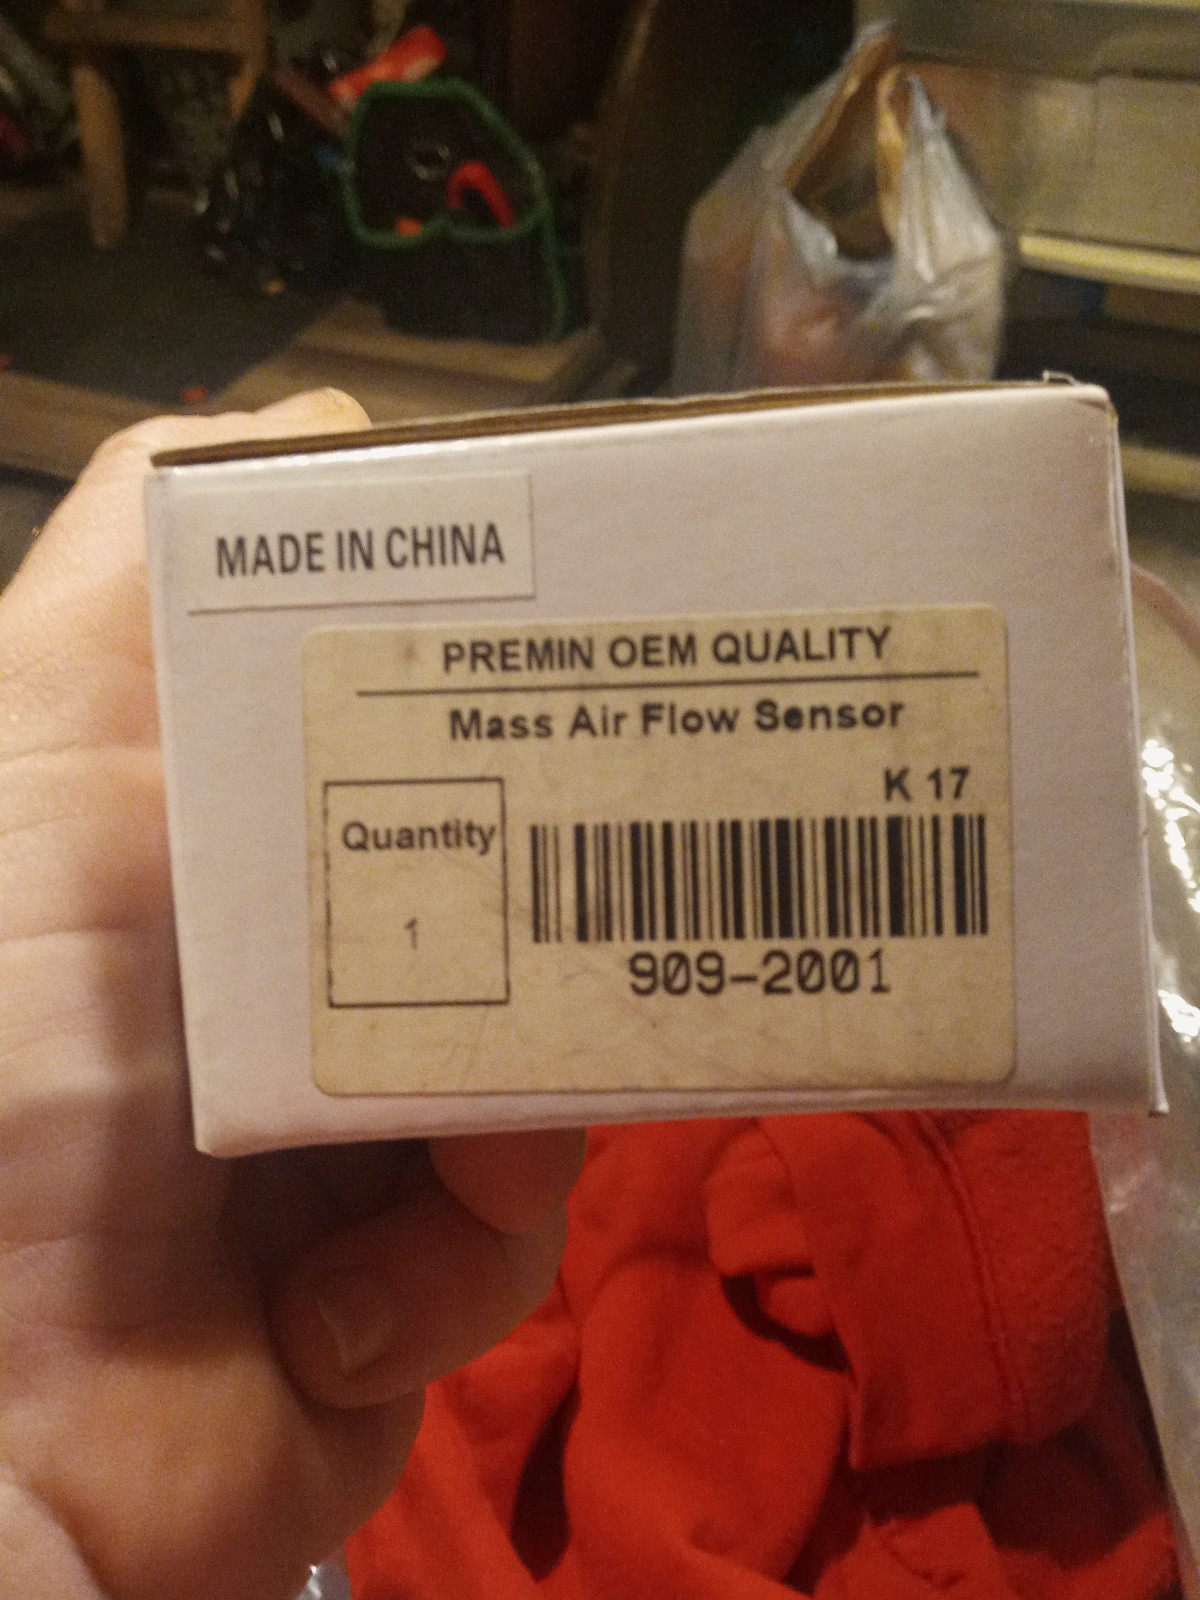 MADE IN CHINA
PREMIN OEM QUALITY
Mass Air Flow Sensor
K 17
Quantity
1
909-2001